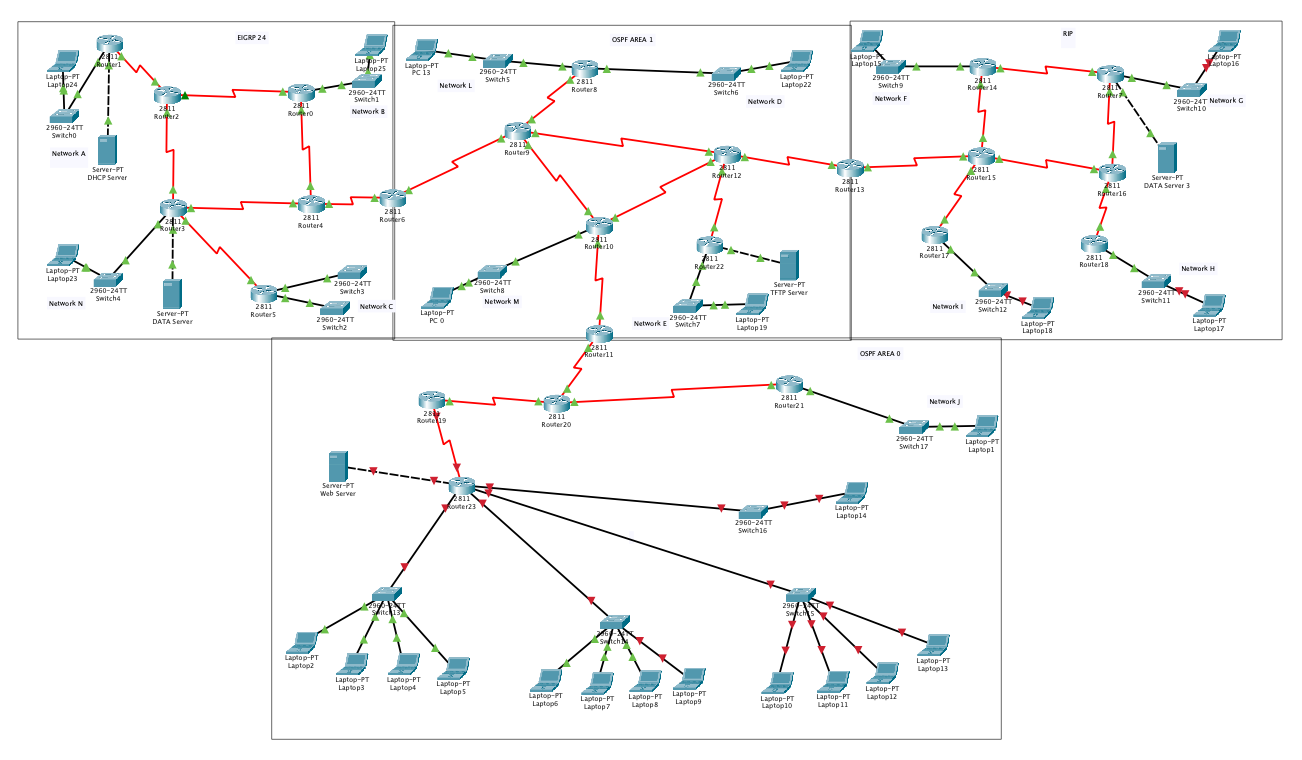 EIGRP 24
2811
Router1
Laptop-PT
Laptop24
2960-24TT
Switch0
Network A
Server-PT
DHCP Server
2811
Router2
2811
Router0
Laptop-PT
Laptop25
2960-24TT
Switch1
Network B
2811
Router3
2811
Router4
2811
Router6
Laptop-PT
Laptop23
2960-24TT
Switch4
Network N
Server-PT
DATA Server
2811
Router5
2960-24TT
Switch3
2960-24TT
Switch2
Network C
OSPF AREA 1
Laptop-PT
PC 13
2960-24TT
Switch5
Network L
2811
Router8
2960-24TT
Switch6
Laptop-PT
Laptop22
Network D
2811
Router9
2811
Router12
2811
Router13
2811
Router10
2811
Router22
Server-PT
TFTP Server
2960-24TT
Switch8
Laptop-PT
PC 0
Network M
2960-24TT
Switch7
Laptop-PT
Laptop19
Network E
2811
Router11
RIP
Laptop-PT
Laptop15
2960-24TT
Switch9
Network F
2811
Router14
2811
Router7
Laptop-PT
Laptop16
2960-24TT
Switch10
Network G
Server-PT
DATA Server 3
2811
Router15
2811
Router16
2811
Router17
2811
Router18
2960-24TT
Switch12
Network I
Laptop-PT
Laptop18
Network H
2960-24TT
Switch11
Laptop-PT
Laptop17
OSPF AREA 0
2811
Router19
2811
Router20
2811
Router21
Network J
2960-24TT
Switch17
Laptop-PT
Laptop1
Server-PT
Web Server
2811
Router23
2960-24TT
Switch16
Laptop-PT
Laptop14
2960-24TT
Switch13
Laptop-PT
Laptop2
Laptop-PT
Laptop3
Laptop-PT
Laptop4
Laptop-PT
Laptop5
2960-24TT
Switch14
Laptop-PT
Laptop6
Laptop-PT
Laptop7
Laptop-PT
Laptop8
Laptop-PT
Laptop9
2960-24TT
Switch15
Laptop-PT
Laptop10
Laptop-PT
Laptop11
Laptop-PT
Laptop12
Laptop-PT
Laptop13